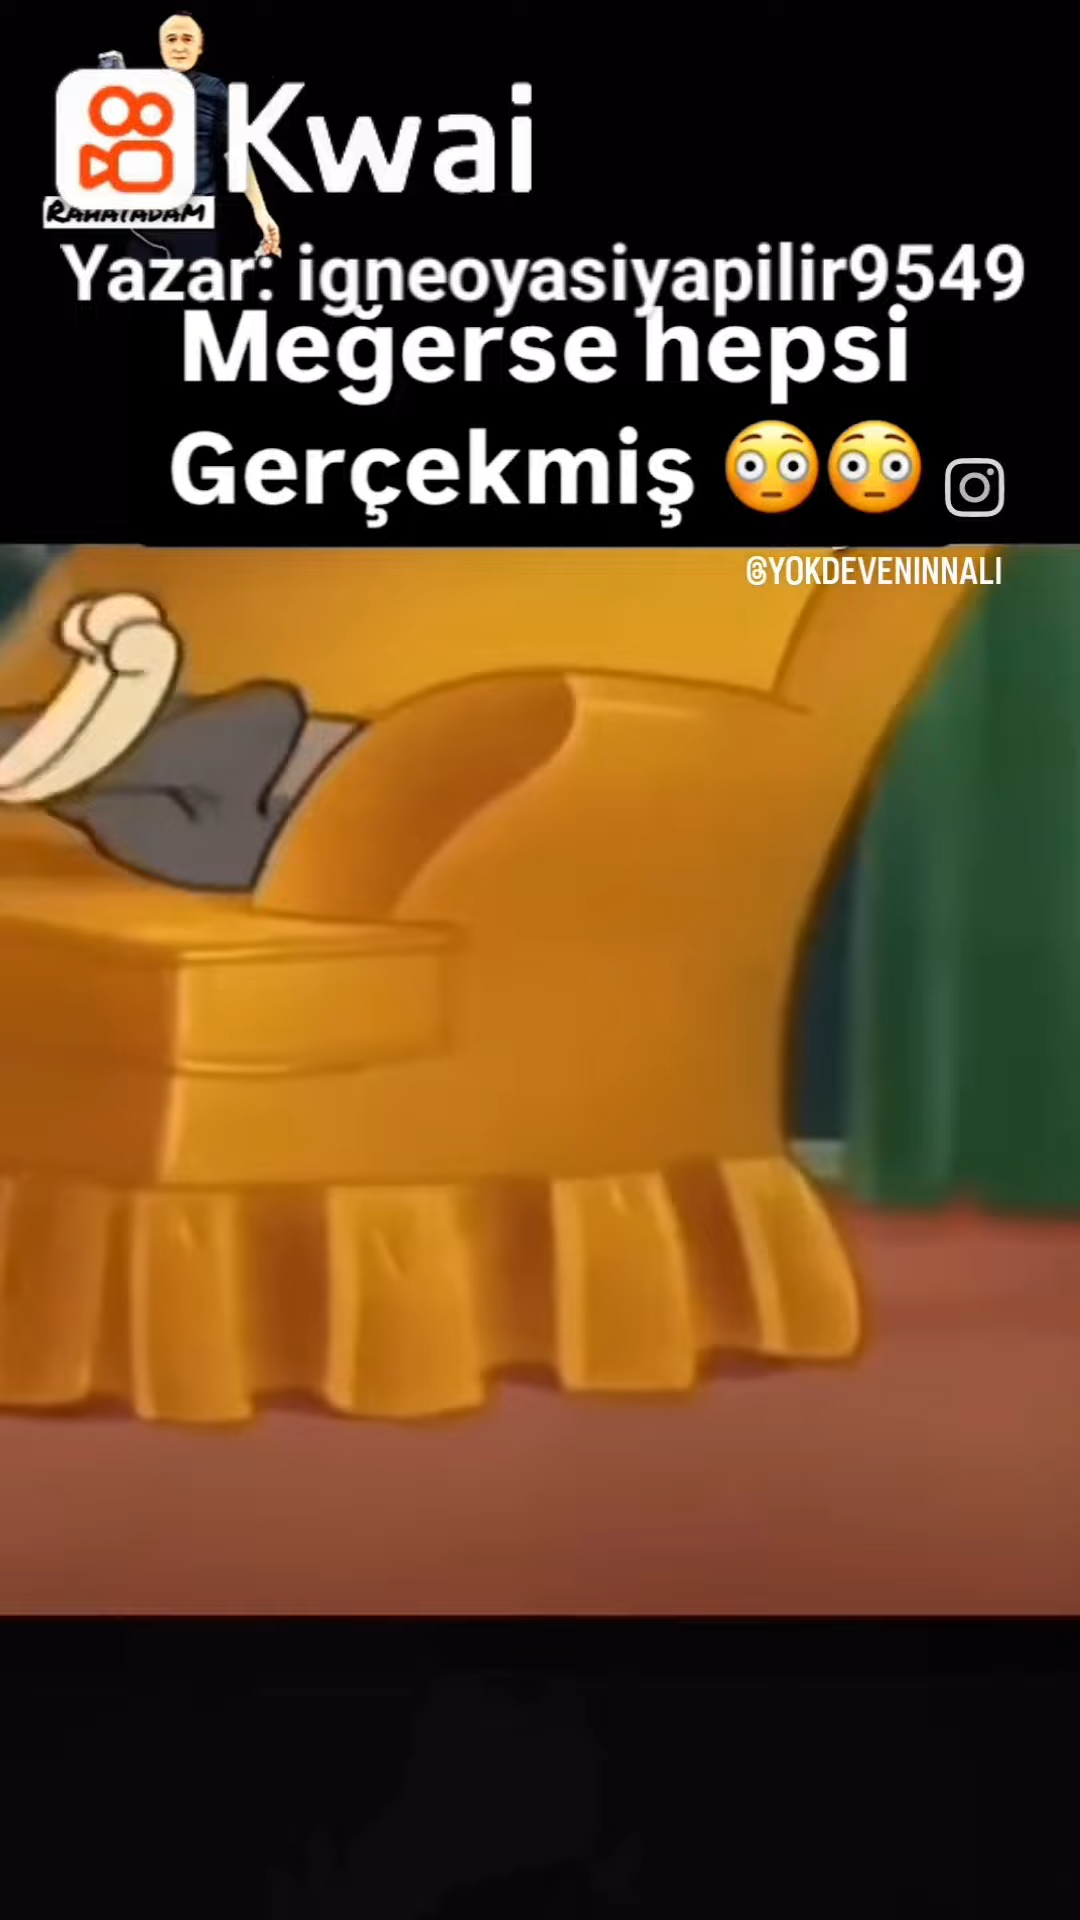 Kwai
RAHATADAM
Yazar: igneoyasiyapilir9549
Meğerse hepsi
Gerçekmiş 😳😳
@YOKDEVENINNALI